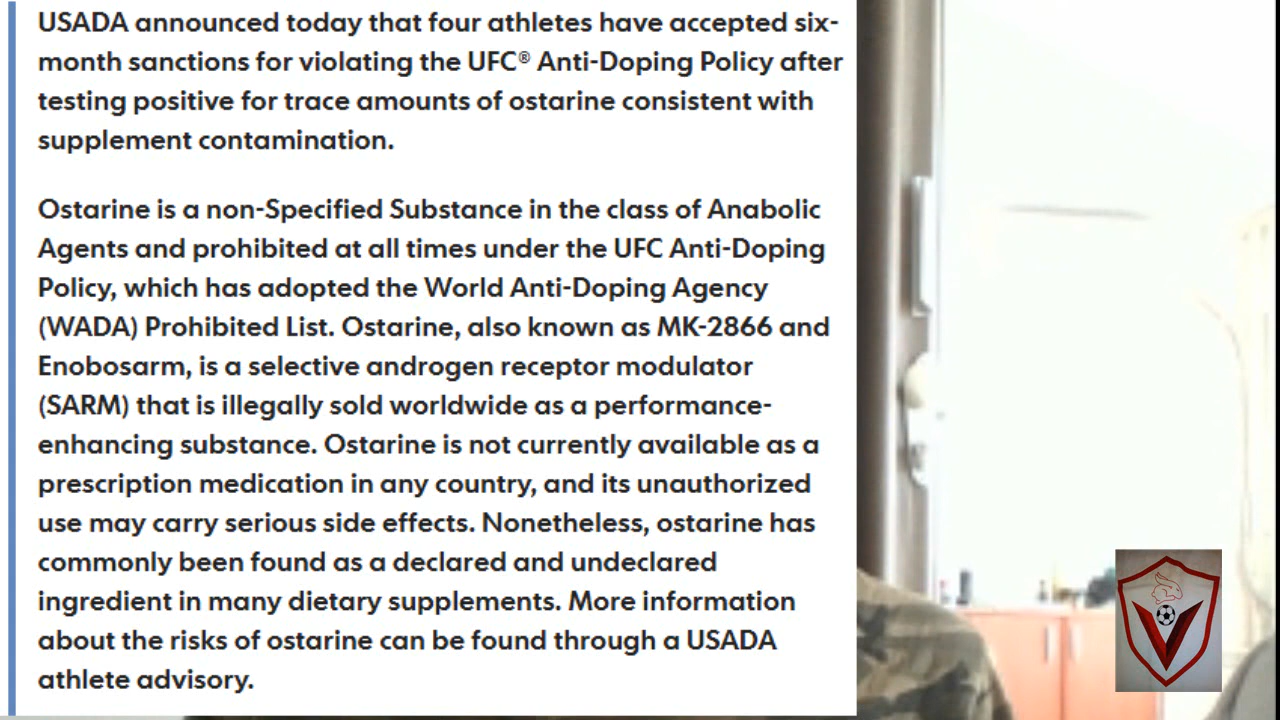 USADA announced today that four athletes have accepted six-
month sanctions for violating the UFC® Anti-Doping Policy after
testing positive for trace amounts of ostarine consistent with
supplement contamination.
Ostarine is a non-Specified Substance in the class of Anabolic
Agents and prohibited at all times under the UFC Anti-Doping
Policy, which has adopted the World Anti-Doping Agency
(WADA) Prohibited List. Ostarine, also known as MK-2866 and
Enobosarm, is a selective androgen receptor modulator
(SARM) that is illegally sold worldwide as a performance-
enhancing substance. Ostarine is not currently available as a
prescription medication in any country, and its unauthorized
use may carry serious side effects. Nonetheless, ostarine has
commonly been found as a declared and undeclared
ingredient in many dietary supplements. More information
about the risks of ostarine can be found through a USADA
athlete advisory.